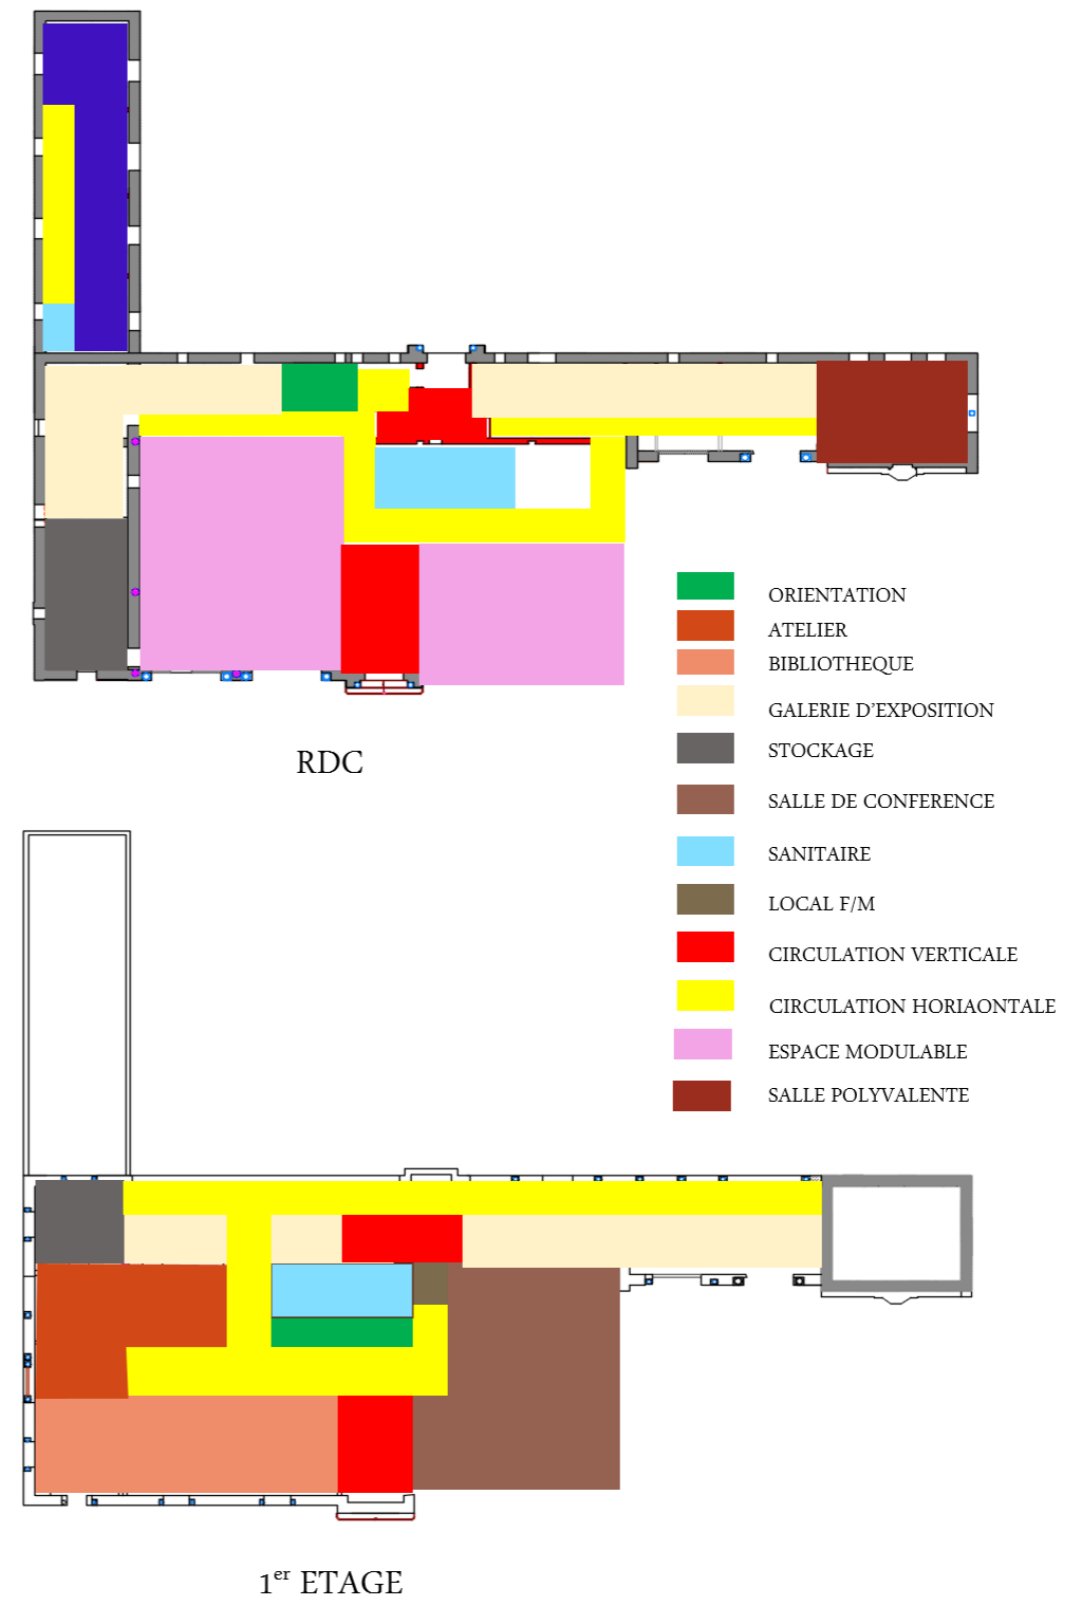 ORIENTATION
ATELIER
BIBLIOTHEQUE
GALERIE D'EXPOSITION
STOCKAGE
RDC
SALLE DE CONFERENCE
SANITAIRE
LOCAL F/M
CIRCULATION VERTICALE
CIRCULATION HORIAONTALE
ESPACE MODULABLE
SALLE POLYVALENTE
1er ETAGE